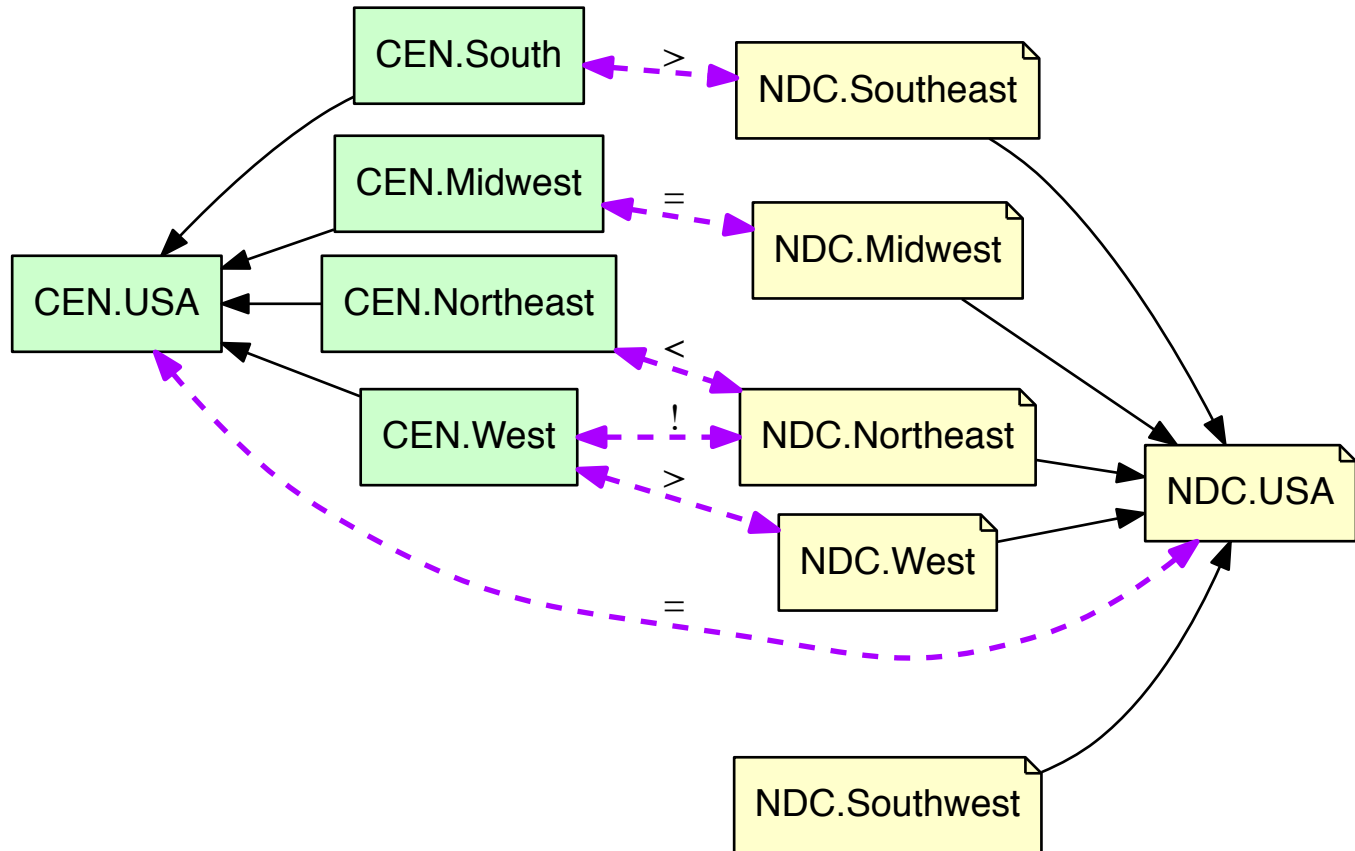 CEN.South
>
NDC.Southeast
CEN.Midwest
=
NDC.Midwest
CEN.USA
CEN.Northeast
<
CEN.West
!
NDC.Northeast
>
NDC.USA
NDC.West
=
NDC.Southwest